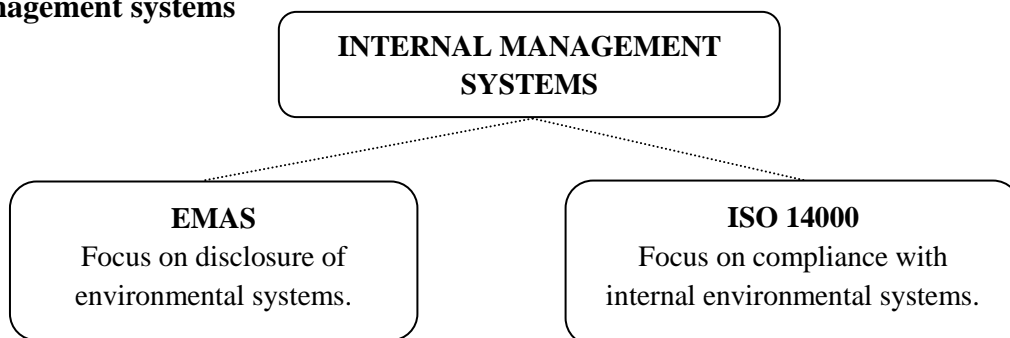 systems
INTERNAL MANAGEMENT
SYSTEMS
EMAS
Focus on disclosure of
environmental systems.
ISO 14000
Focus on compliance with
internal environmental systems.